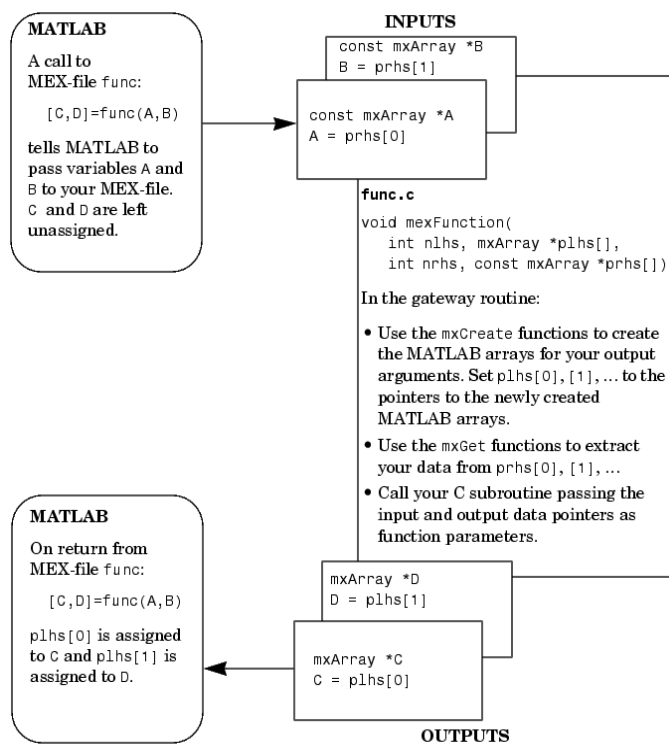 MATLAB
A call to
MEX-file func:
[C,D]=func(A,B)
tells MATLAB to
pass variables A and
B to your MEX-file.
C and D are left
unassigned.
INPUTS
const mxArray *B
B = prhs[1]
const mxArray *A
A = prhs[0]
func.c
void mexFunction(
int nlhs, mxArray *plhs[],
int nrhs, const mxArray *prhs[])
In the gateway routine:
• Use the mxCreate functions to create
the MATLAB arrays for your output
arguments. Set plhs[0], [1], ... to the
pointers to the newly created
MATLAB arrays.
• Use the mxGet functions to extract
your data from prhs[0], [1], ...
• Call your C subroutine passing the
input and output data pointers as
function parameters.
MATLAB
On return from
MEX-file func:
[C,D]=func(A,B)
plhs[0] is assigned
to C and plhs[1] is
assigned to D.
mxArray *D
D = plhs[1]
mxArray *C
C = plhs[0]
OUTPUTS